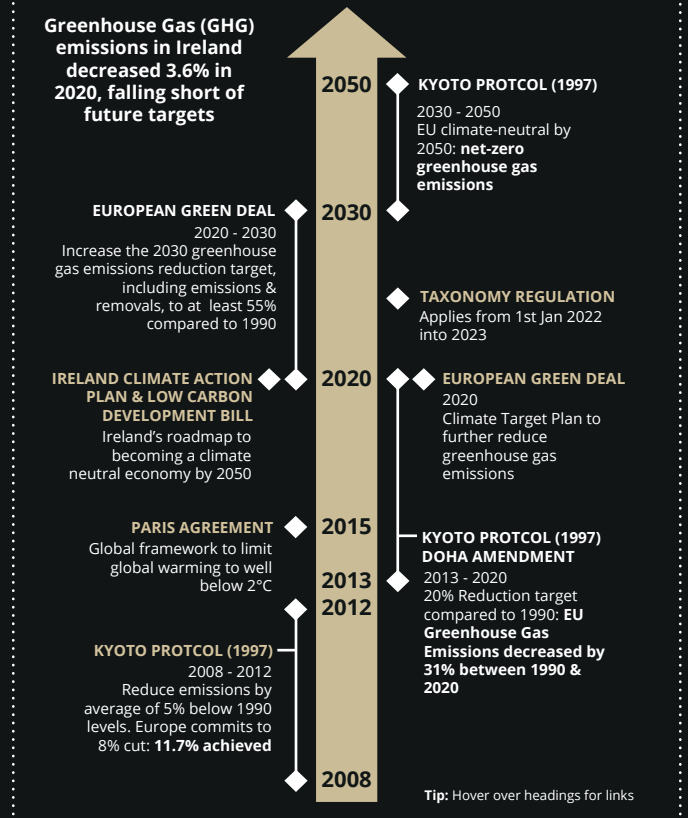 Greenhouse Gas (GHG)
emissions in Ireland
decreased 3.6% in
2020, falling short of
future targets
2050
KYOTO PROTCOL (1997)
2030 - 2050
EU climate-neutral by
2050: net-zero
greenhouse gas
emissions
2030
EUROPEAN GREEN DEAL
2020 - 2030
Increase the 2030 greenhouse
gas emissions reduction target,
including emissions &
removals, to at least 55%
compared to 1990
TAXONOMY REGULATION
Applies from 1st Jan 2022
into 2023
IRELAND CLIMATE ACTION
PLAN & LOW CARBON
DEVELOPMENT BILL
Ireland's roadmap to
becoming a climate
neutral economy by 2050
2020
EUROPEAN GREEN DEAL
2020
Climate Target Plan to
further reduce
greenhouse gas
emissions
PARIS AGREEMENT
Global framework to limit
global warming to well
below 2°C
2015
2013
2012
KYOTO PROTCOL (1997)
DOHA AMENDMENT
2013 - 2020
20% Reduction target
compared to 1990: EU
Greenhouse Gas
Emissions decreased by
31% between 1990 &
2020
KYOTO PROTCOL (1997)
2008 - 2012
Reduce emissions by
average of 5% below 1990
levels. Europe commits to
8% cut: 11.7% achieved
2008
Tip: Hover over headings for links